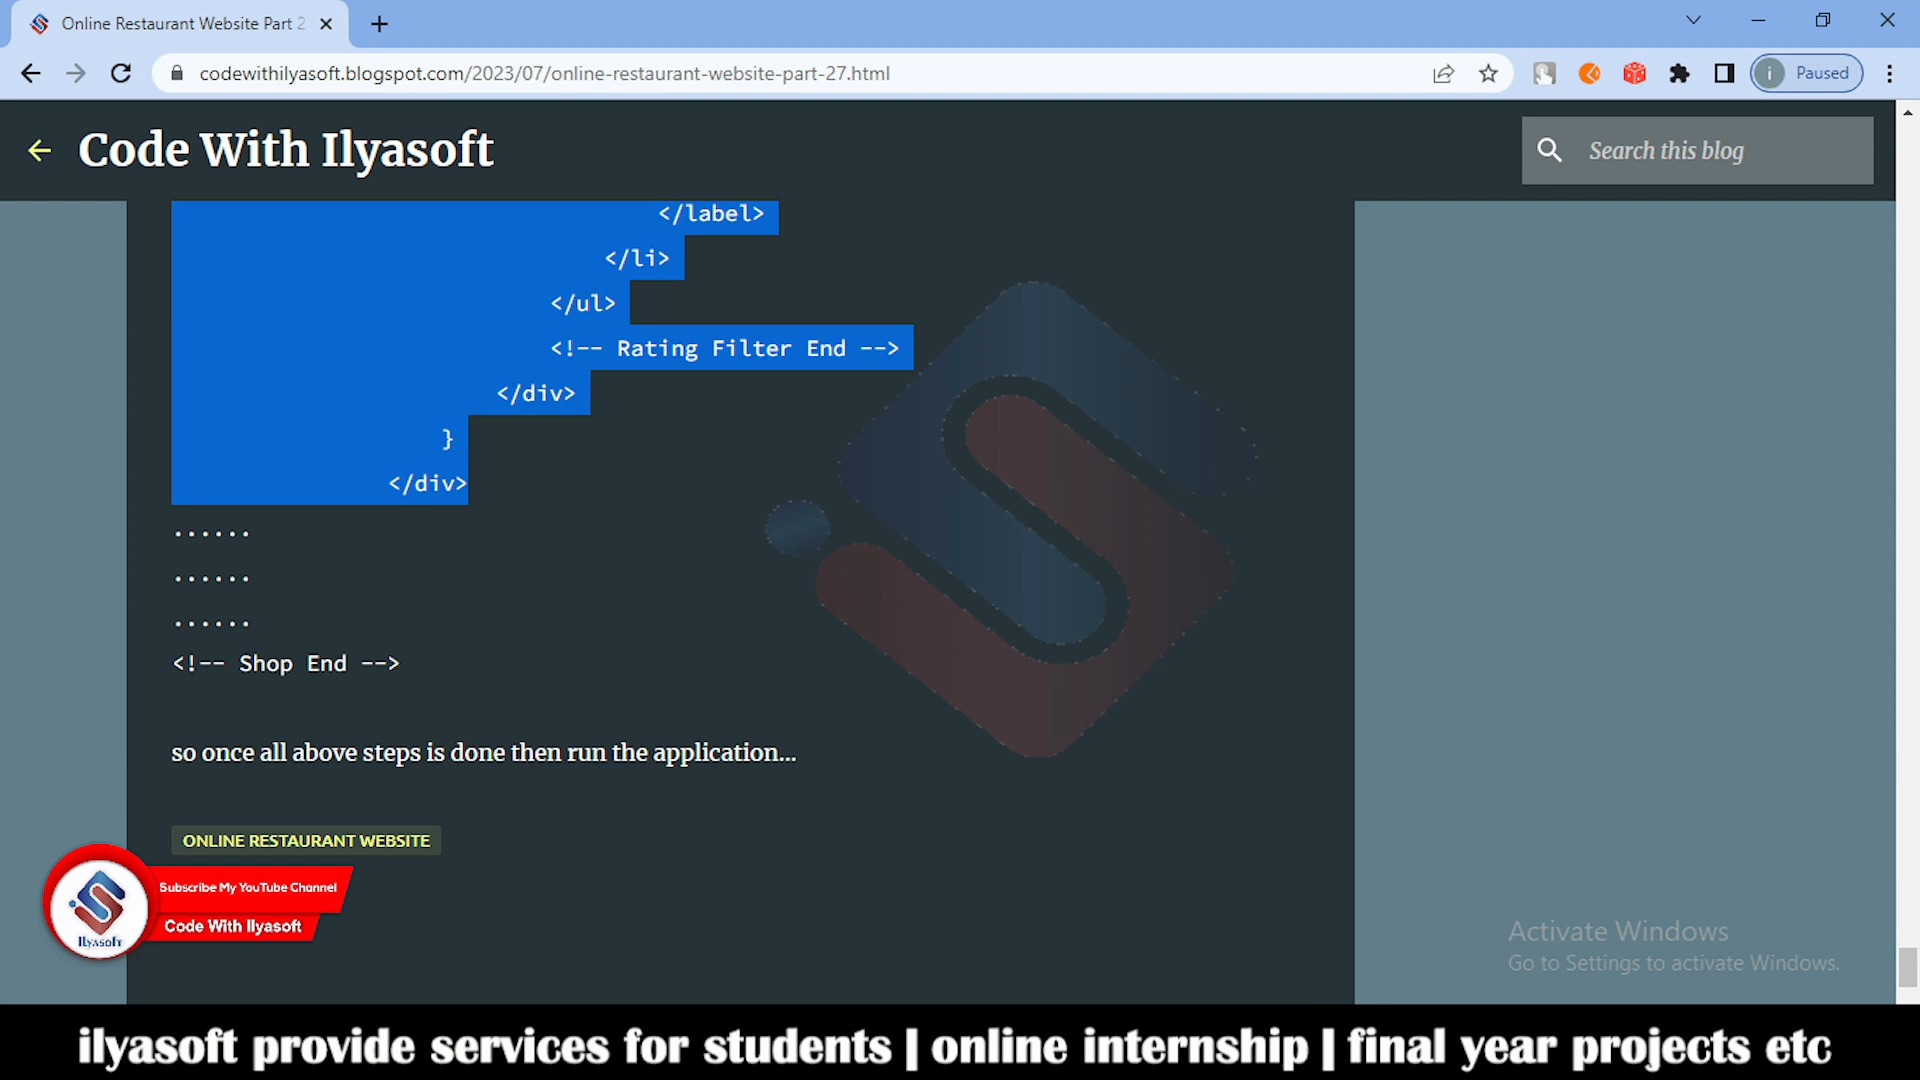 Online Restaurant Website Part 2
codewithilyasoft.blogspot.com/2023/07/online-restaurant-website-part-27.html
i Paused
Code With Ilyasoft
Search this blog
</label>
</li>
</ul>
<!-- Rating Filter End -->
</div>
}
</div>
......
......
......
<!-- Shop End -->
so once all above steps is done then run the application...
ONLINE RESTAURANT WEBSITE
Subscribe My YouTube Channel
Code With Ilyasoft
Ilyasoft
Activate Windows
Go to Settings to activate Windows.
ilyasoft provide services for students | online internship | final year projects etc